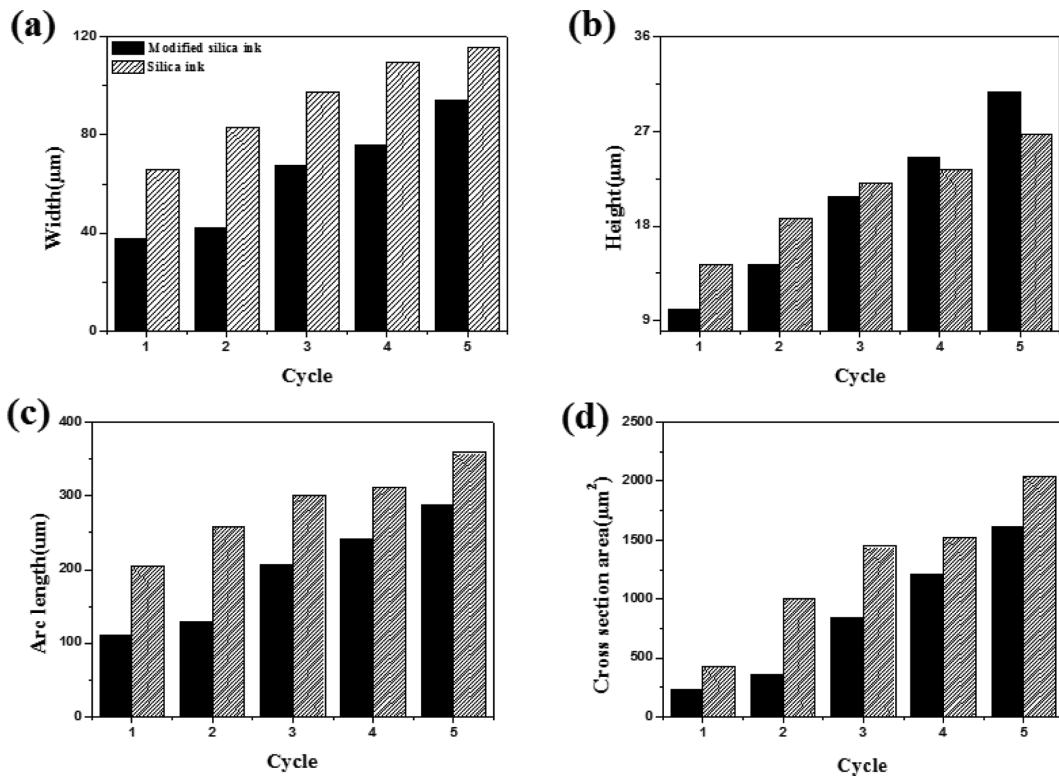 (a)
120
80
40
0
Width(μm)
Modified silica ink
Silica ink
1 2 3 4 5
Cycle
(b)
36
27
18
9
Height(μm)
1 2 3 4 5
Cycle
(c)
400
300
200
100
0
Arc length(um)
1 2 3 4 5
Cycle
(d)
2500
2000
1500
1000
500
0
Cross section area(μm²)
1 2 3 4 5
Cycle